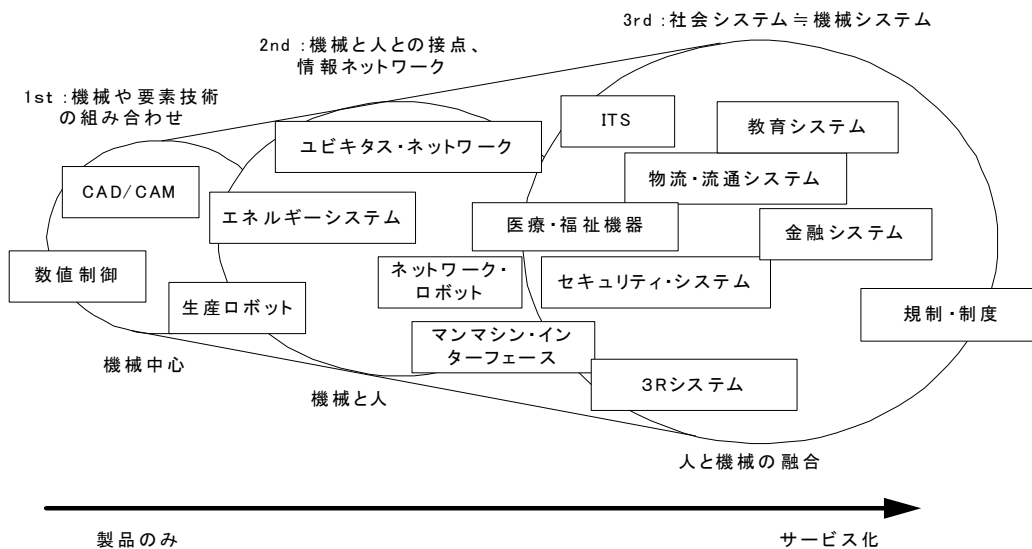 3rd：社会システム≒機械システム
2nd：機械と人との接点、
情報ネットワーク
1st：機械や要素技術
の組み合わせ
ITS
教育システム
ユビキタス・ネットワーク
物流・流通システム
CAD/CAM
エネルギーシステム
医療・福祉機器
金融システム
数値制御
ネットワーク・
ロボット
セキュリティ・システム
生産ロボット
規制・制度
マンマシン・イン
ターフェース
機械中心
3Rシステム
機械と人
人と機械の融合
製品のみ
サービス化